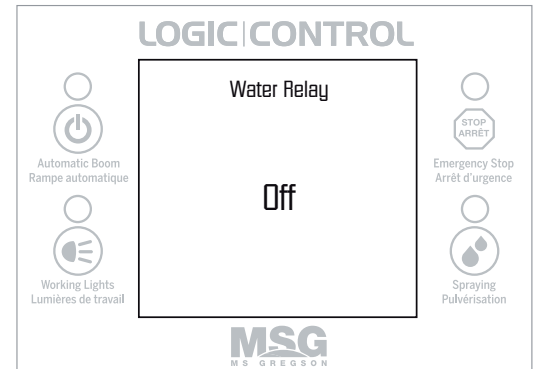 LOGIC|CONTROL
Water Relay
Off
Automatic Boom
Rampe automatique
STOP
ARRÊT
Emergency Stop
Arrêt d'urgence
Working Lights
Lumières de travail
Spraying
Pulvérisation
MSG
MS GREGSON